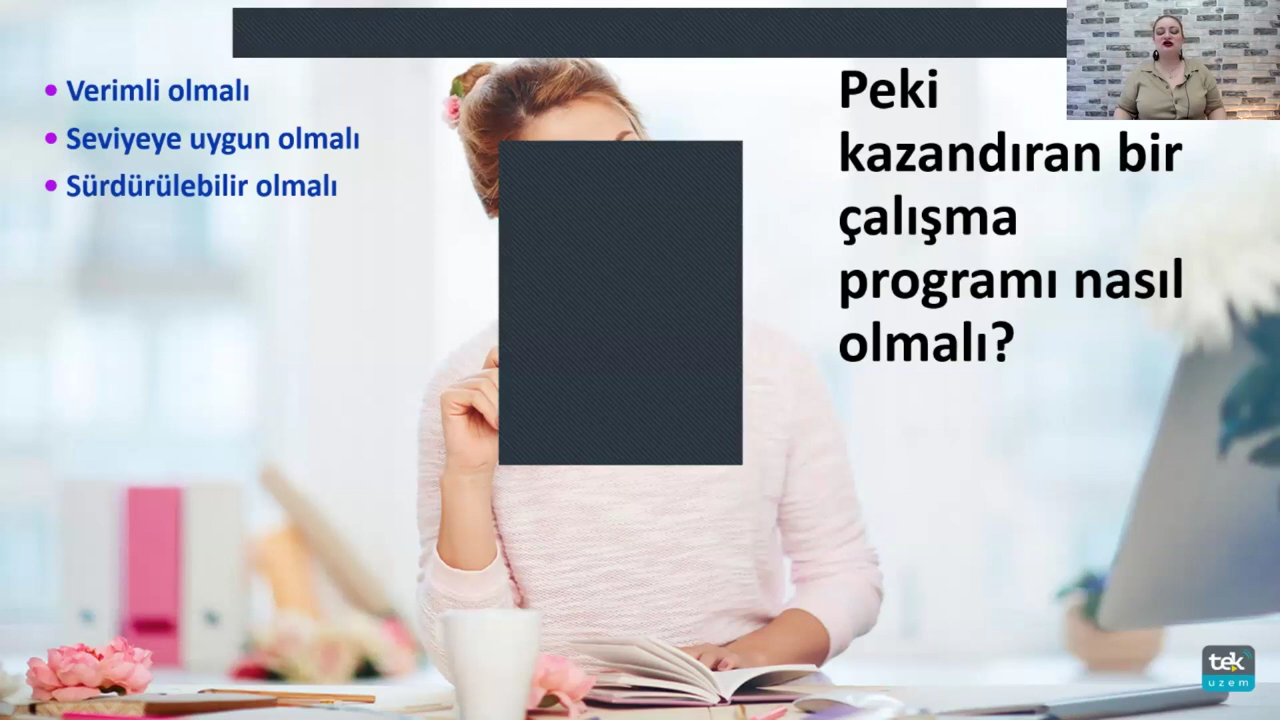 • Verimli olmalı
• Seviyeye uygun olmalı
• Sürdürülebilir olmalı
Peki
kazandıran bir
çalışma
programı nasıl
olmalı?
tek
uzem